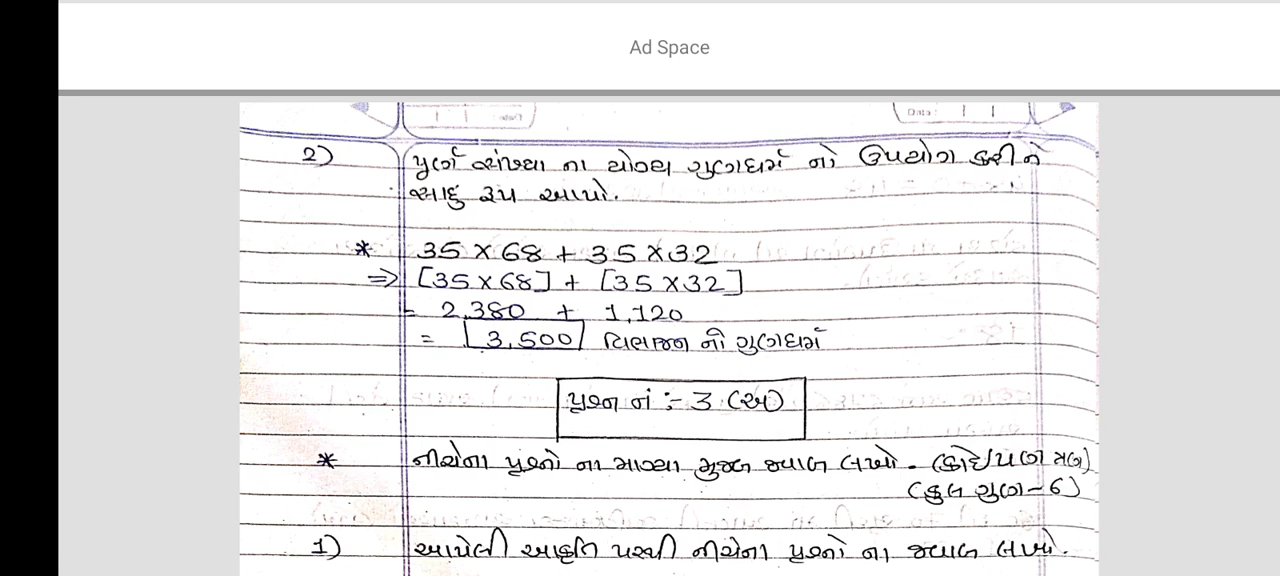 Ad Space
Date:
2) પુર્ણ સંખ્યા ના યોગ્ય ગુણધર્મ નો ઉપયોગ કરીને
સાદું રૂપ આપો.
* 35 × 68 + 35 × 32
⇒ [35 × 68] + [35 × 32]
= 2,380 + 1,120
= 3,500 વિભાજન નો ગુણધર્મ
પ્રશ્ન નં :- 3 (અ)
* નીચેના પ્રશ્નો ના માગ્યા મુજબ જવાબ લખો. (કોઈપણ ત્રણ)
(કુલ ગુણ - 6)
1) આપેલી આકૃતિ પરથી નીચેના પ્રશ્નો ના જવાબ લખો.